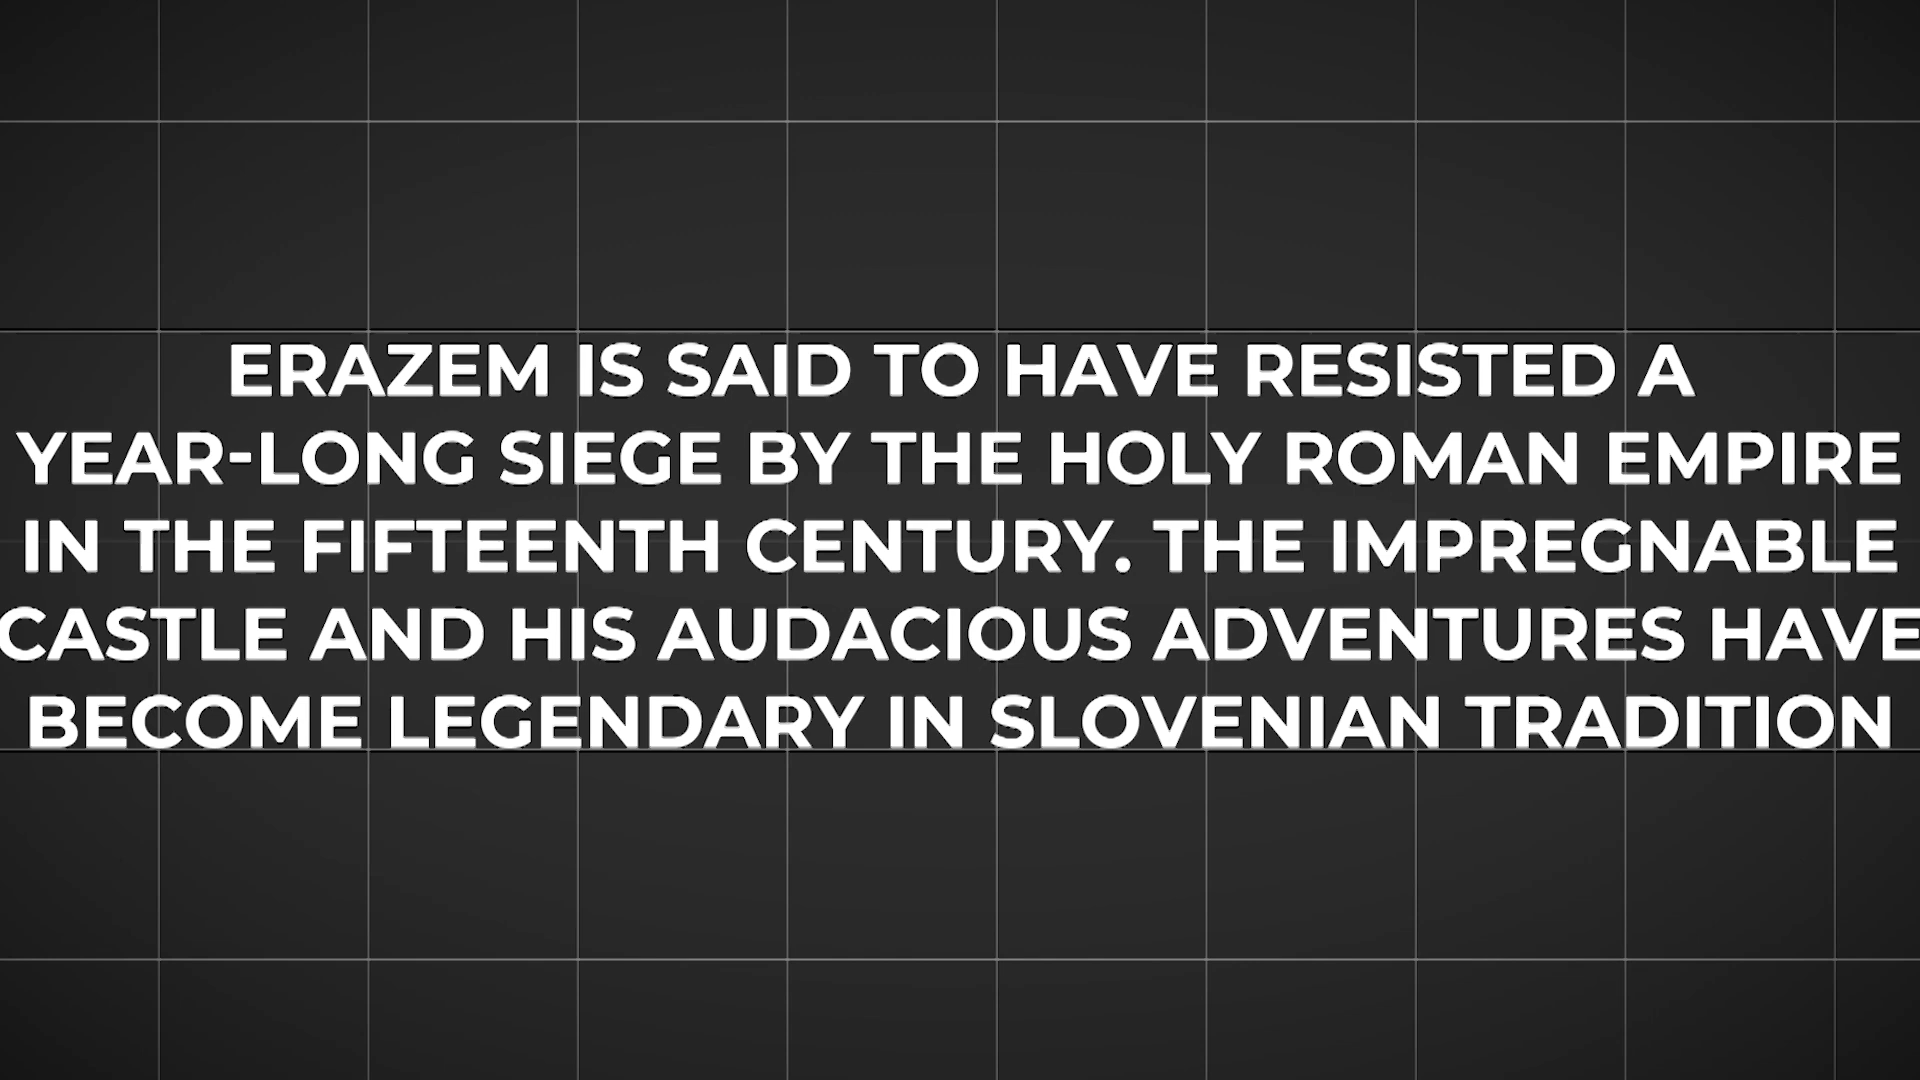 ERAZEM IS SAID TO HAVE RESISTED A
YEAR-LONG SIEGE BY THE HOLY ROMAN EMPIRE
IN THE FIFTEENTH CENTURY. THE IMPREGNABLE
CASTLE AND HIS AUDACIOUS ADVENTURES HAVE
BECOME LEGENDARY IN SLOVENIAN TRADITION